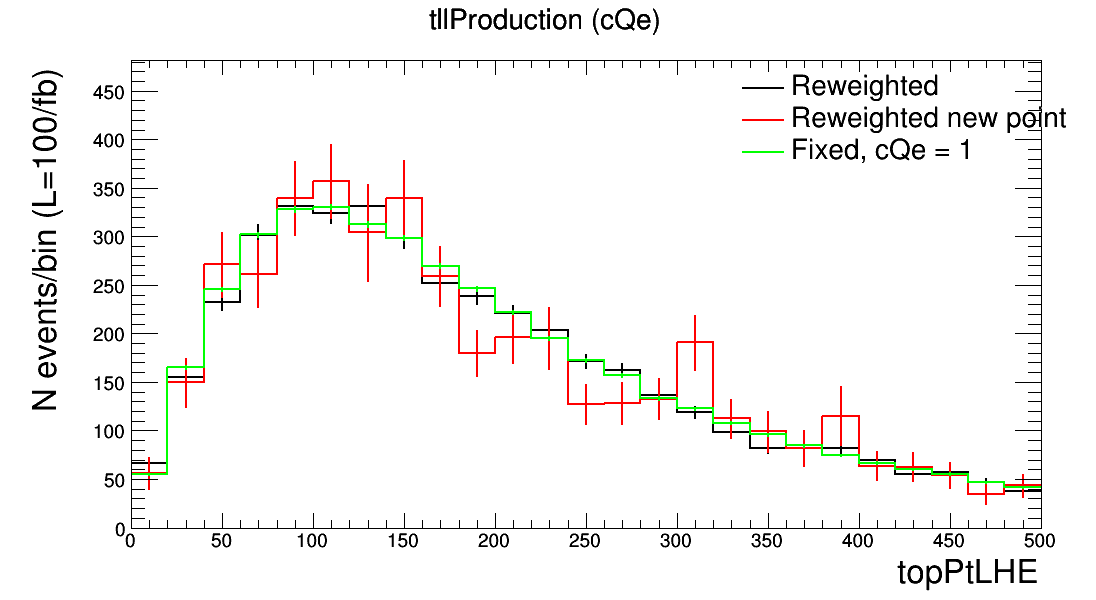 tllProduction (cQe)
N events/bin (L=100/fb)
450
400
350
300
250
200
150
100
50
0
Reweighted
Reweighted new point
Fixed, cQe = 1
0 50 100 150 200 250 300 350 400 450 500
topPtLHE